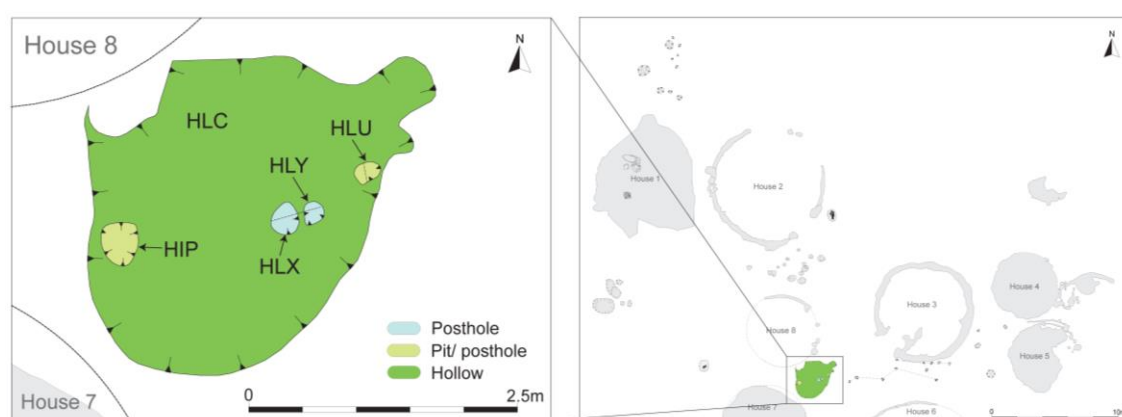 House 8
N
HLC
HLU
HLY
HIP
HLX
Posthole
Pit/ posthole
Hollow
0
2.5m
House 7
N
House 1
House 2
House 3
House 4
House 5
House 8
House 7
House 6
0